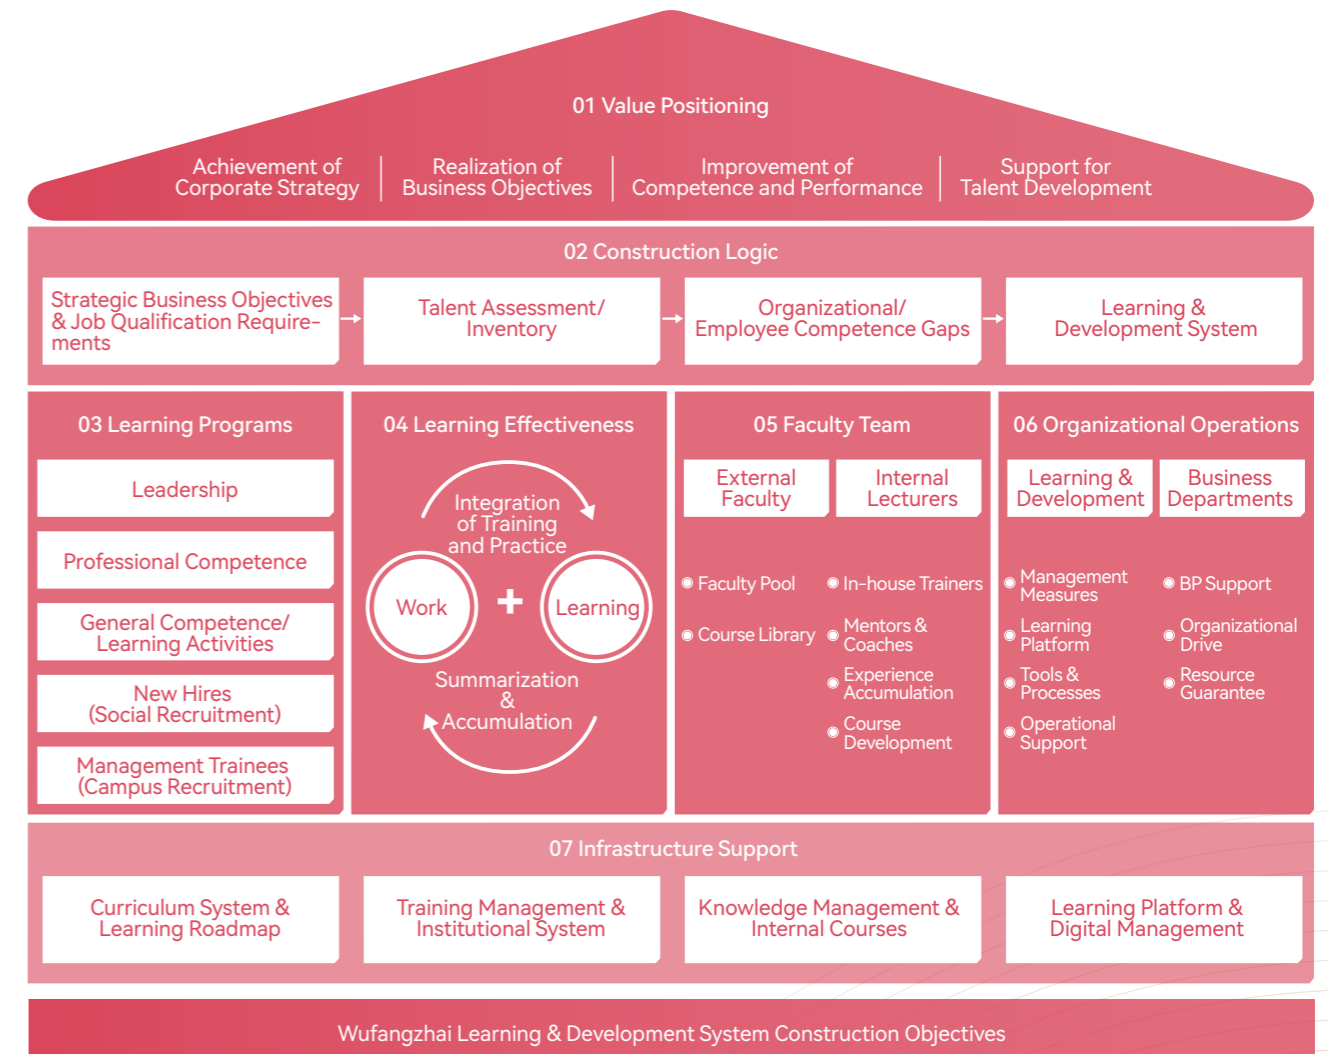 01 Value Positioning
Achievement of
Corporate Strategy
Realization of
Business Objectives
Improvement of
Competence and Performance
Support for
Talent Development
02 Construction Logic
Strategic Business Objectives
& Job Qualification Require-
ments
Talent Assessment/
Inventory
Organizational/
Employee Competence Gaps
Learning &
Development System
03 Learning Programs
Leadership
Professional Competence
General Competence/
Learning Activities
New Hires
(Social Recruitment)
Management Trainees
(Campus Recruitment)
04 Learning Effectiveness
Integration
of Training
and Practice
Work
+
Learning
Summarization
&
Accumulation
05 Faculty Team
External
Faculty
Faculty Pool
Course Library
Internal
Lecturers
In-house Trainers
Mentors &
Coaches
Experience
Accumulation
Course
Development
06 Organizational Operations
Learning &
Development
Management
Measures
Learning
Platform
Tools &
Processes
Operational
Support
Business
Departments
BP Support
Organizational
Drive
Resource
Guarantee
07 Infrastructure Support
Curriculum System &
Learning Roadmap
Training Management &
Institutional System
Knowledge Management &
Internal Courses
Learning Platform &
Digital Management
Wufangzhai Learning & Development System Construction Objectives